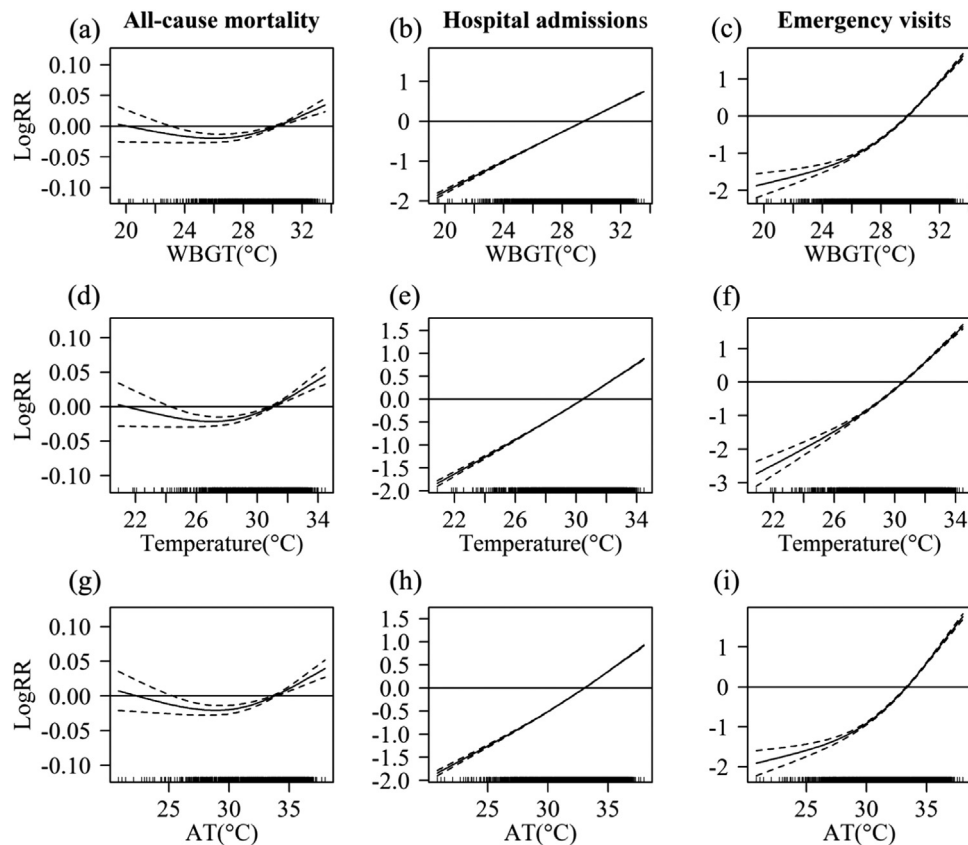 All-cause mortality
Hospital admissions
Emergency visits
(a)
(b)
(c)
LogRR
0.10
0.05
0.00
-0.05
-0.10
1
0
-1
-2
1
0
-1
-2
20 24 28 32
WBGT(°C)
20 24 28 32
WBGT(°C)
20 24 28 32
WBGT(°C)
(d)
(e)
(f)
LogRR
0.10
0.05
0.00
-0.05
-0.10
1.5
1.0
0.5
0.0
-0.5
-1.0
-1.5
-2.0
1
0
-1
-2
-3
22 26 30 34
Temperature(°C)
22 26 30 34
Temperature(°C)
22 26 30 34
Temperature(°C)
(g)
(h)
(i)
LogRR
0.10
0.05
0.00
-0.05
-0.10
1.5
1.0
0.5
0.0
-0.5
-1.0
-1.5
-2.0
1
0
-1
-2
25 30 35
AT(°C)
25 30 35
AT(°C)
25 30 35
AT(°C)